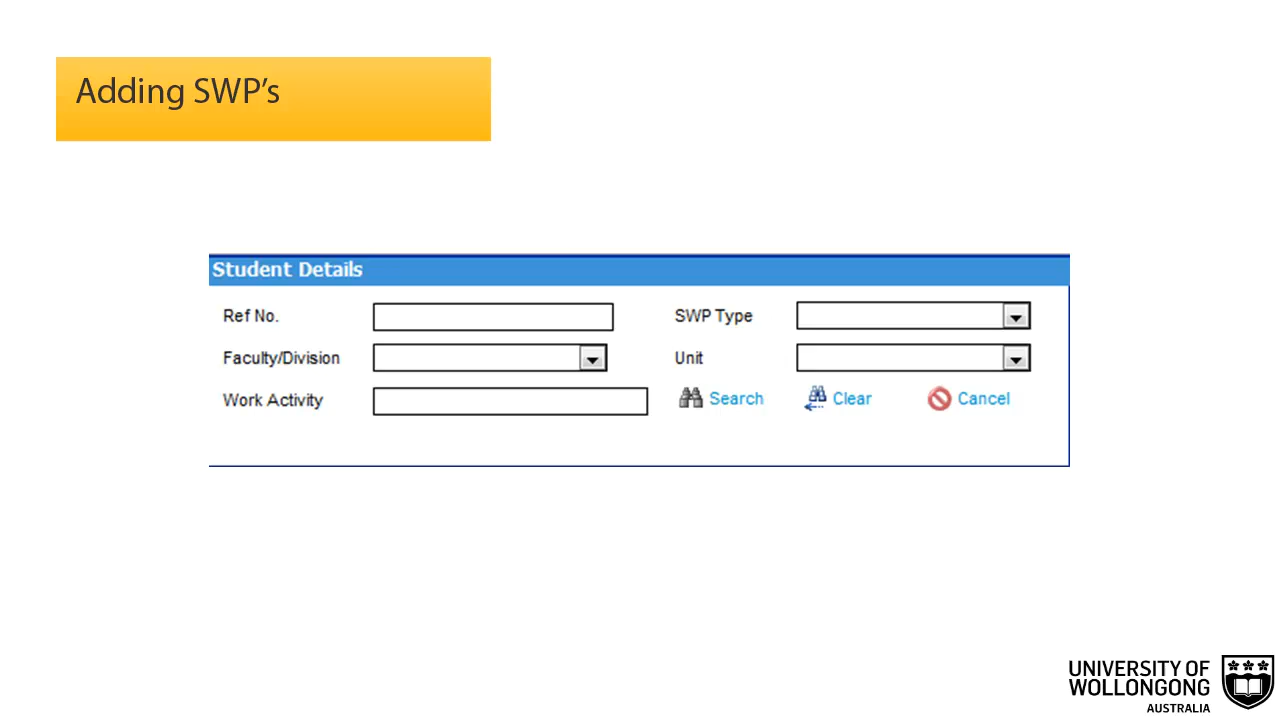 Adding SWP’s
Student Details
Ref No.
SWP Type
Faculty/Division
Unit
Work Activity
Search
Clear
Cancel
UNIVERSITY OF
WOLLONGONG
AUSTRALIA